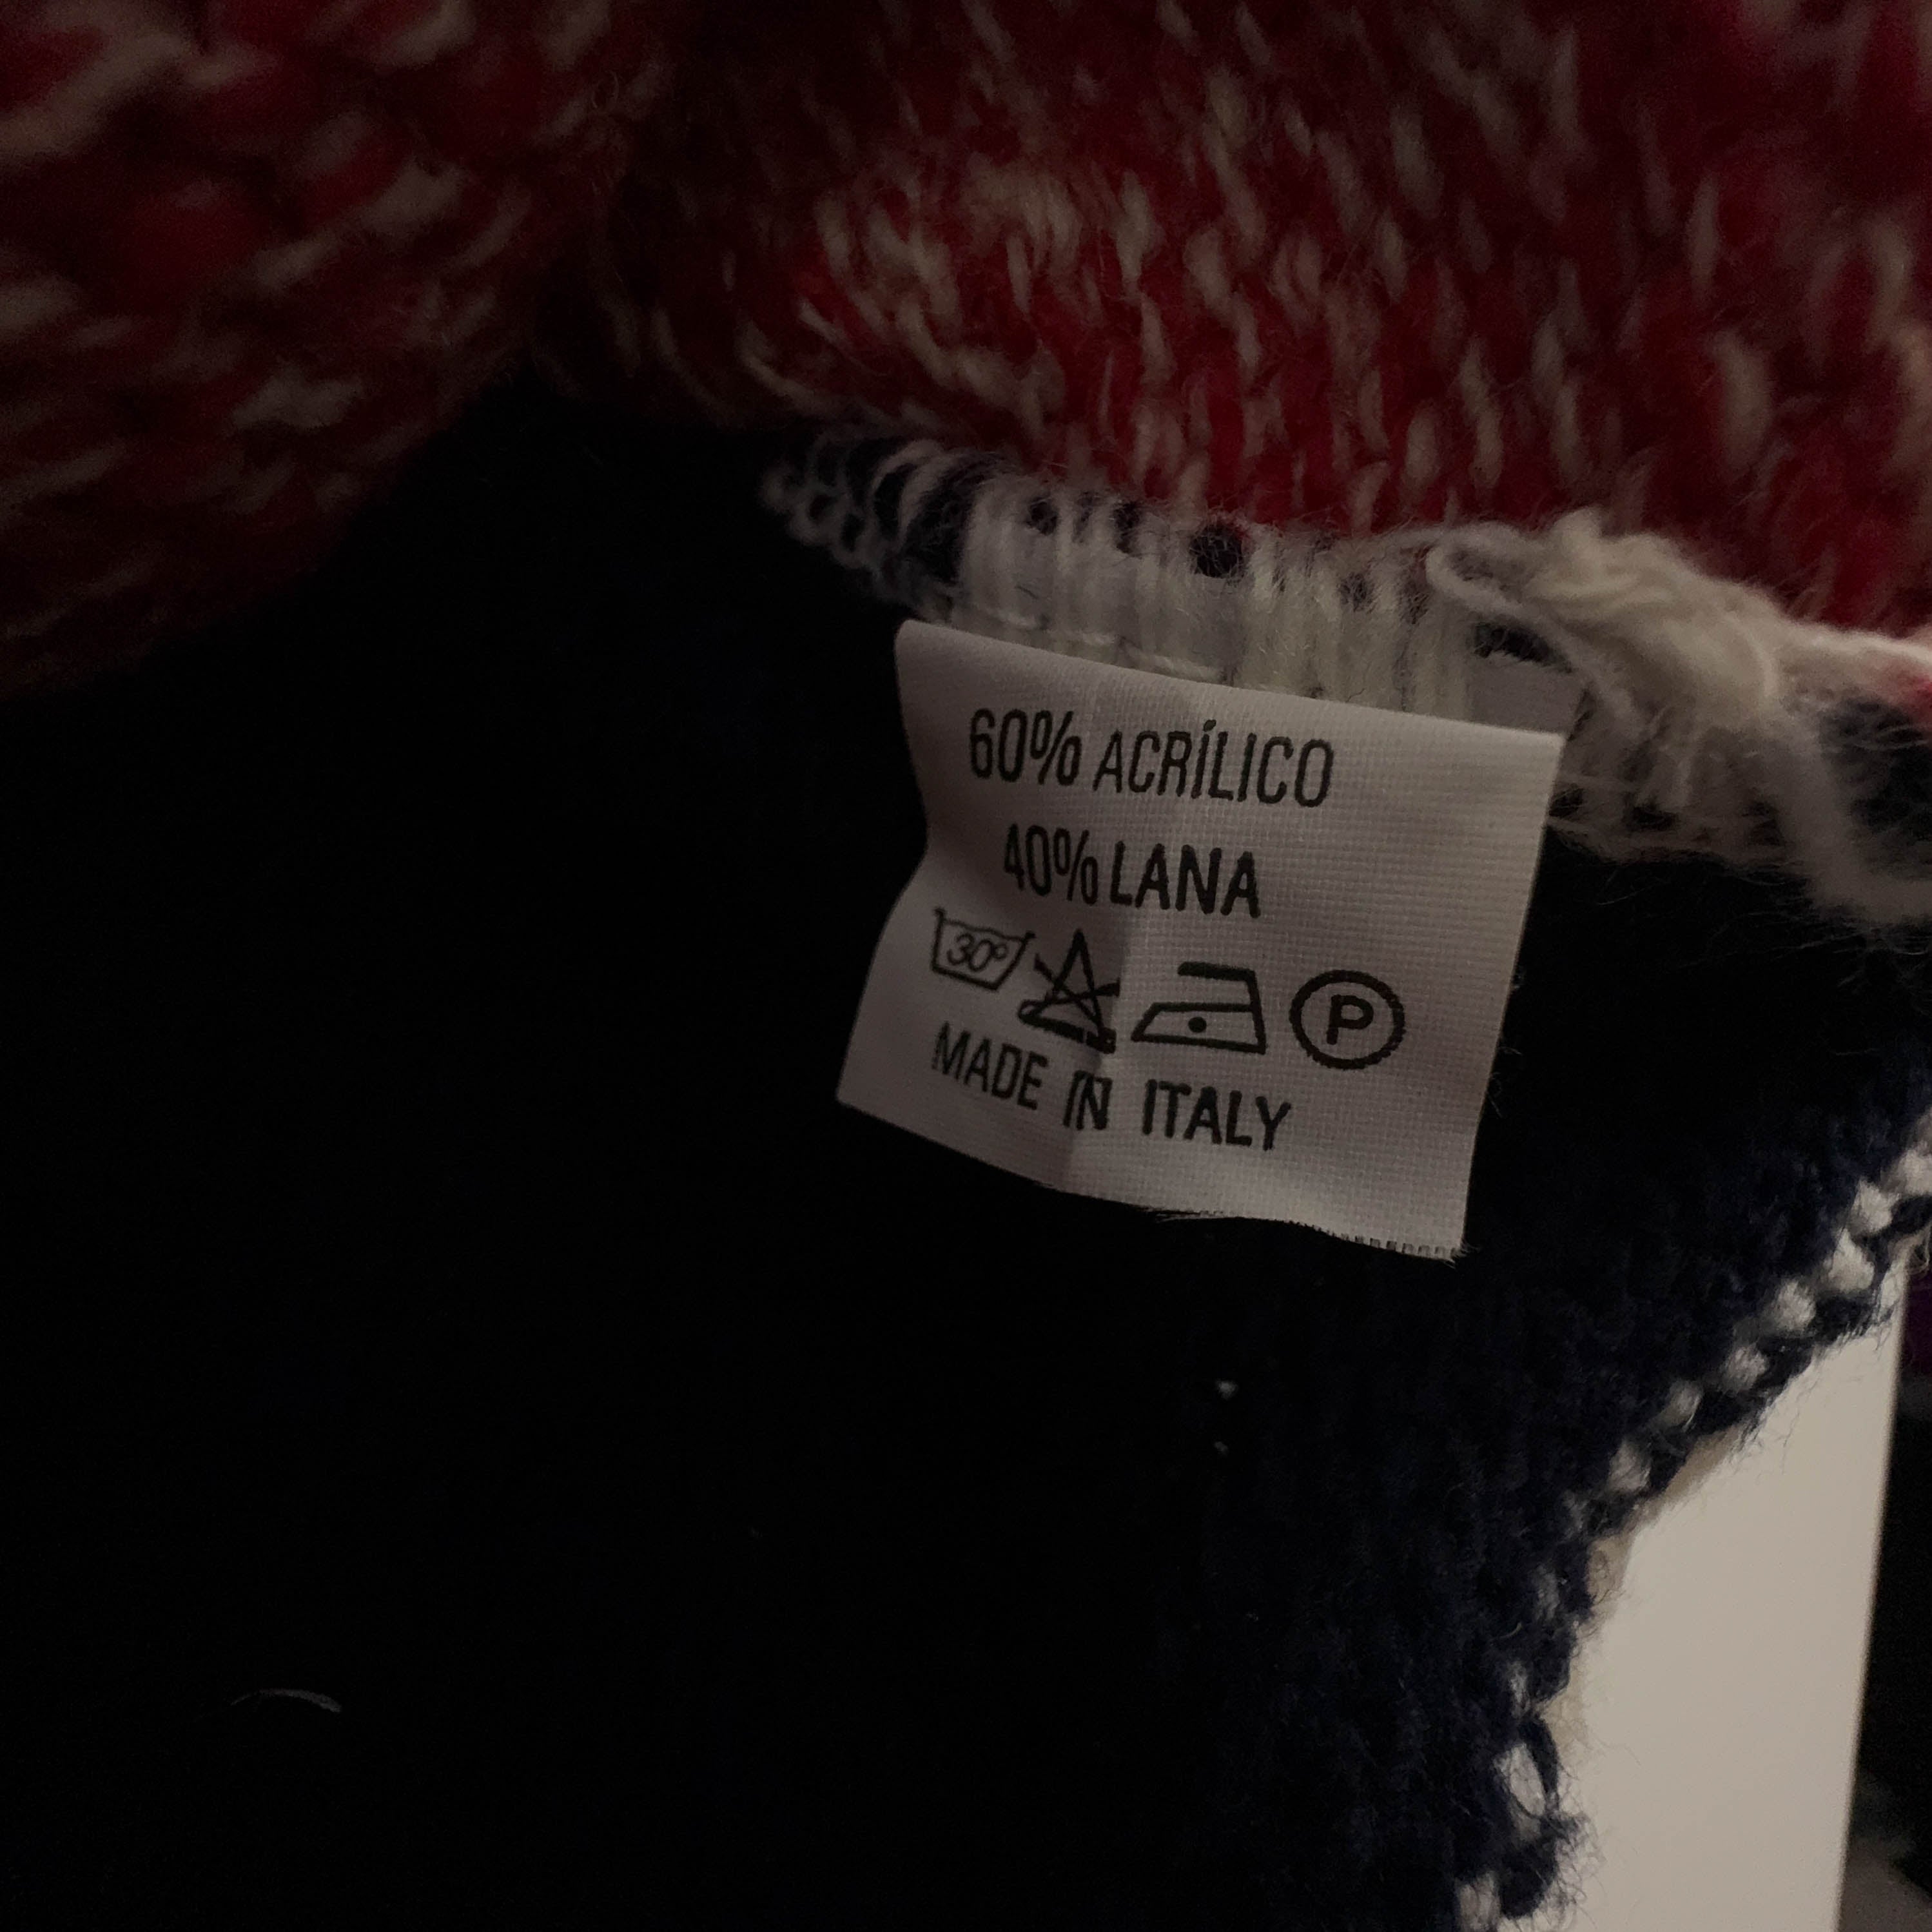 60% ACRÍLICO
40% LANA
30° P
MADE IN ITALY